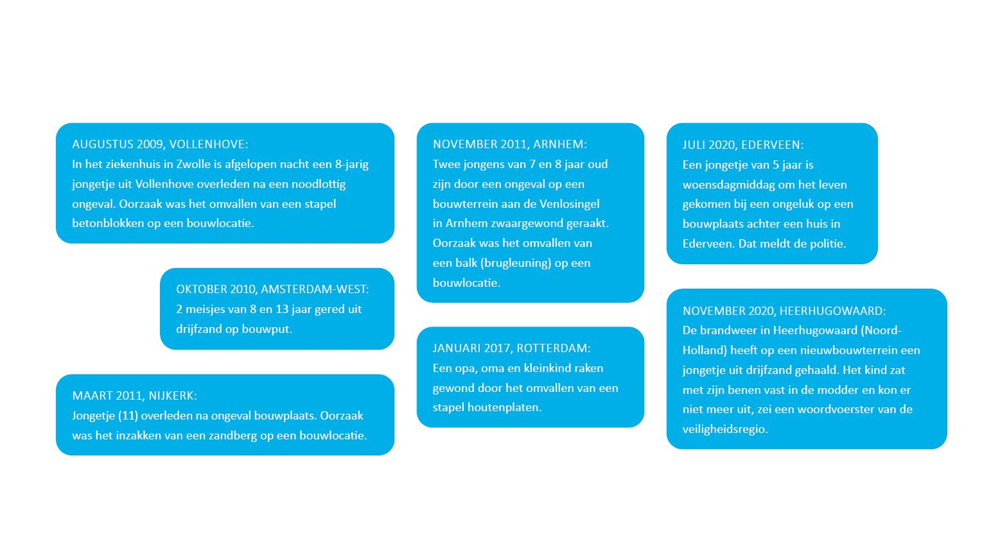 AUGUSTUS 2009, VOLLENHOVE:
In het ziekenhuis in Zwolle is afgelopen nacht een 8-jarig
jongetje uit Vollenhove overleden na een noodlottig
ongeval. Oorzaak was het omvallen van een stapel
betonblokken op een bouwlocatie.
OKTOBER 2010, AMSTERDAM-WEST:
2 meisjes van 8 en 13 jaar gered uit
drijfzand op bouwput.
MAART 2011, NIJKERK:
Jongetje (11) overleden na ongeval bouwplaats. Oorzaak
was het inzakken van een zandberg op een bouwlocatie.
NOVEMBER 2011, ARNHEM:
Twee jongens van 7 en 8 jaar oud
zijn door een ongeval op een
bouwterrein aan de Venlosingel
in Arnhem zwaargewond geraakt.
Oorzaak was het omvallen van
een balk (brugleuning) op een
bouwlocatie.
JANUARI 2017, ROTTERDAM:
Een opa, oma en kleinkind raken
gewond door het omvallen van een
stapel houtenplaten.
JULI 2020, EDERVEEN:
Een jongetje van 5 jaar is
woensdagmiddag om het leven
gekomen bij een ongeluk op een
bouwplaats achter een huis in
Ederveen. Dat meldt de politie.
NOVEMBER 2020, HEERHUGOWAARD:
De brandweer in Heerhugowaard (Noord-
Holland) heeft op een nieuwbouwterrein een
jongetje uit drijfzand gehaald. Het kind zat
met zijn benen vast in de modder en kon er
niet meer uit, zei een woordvoerster van de
veiligheidsregio.